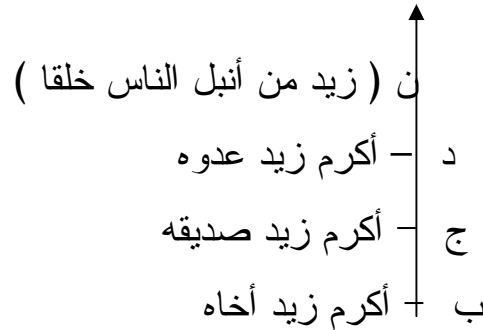 ن ( زيد من أنبل الناس خلقا )
د – أكرم زيد عدوه
ج – أكرم زيد صديقه
ب + أكرم زيد أخاه